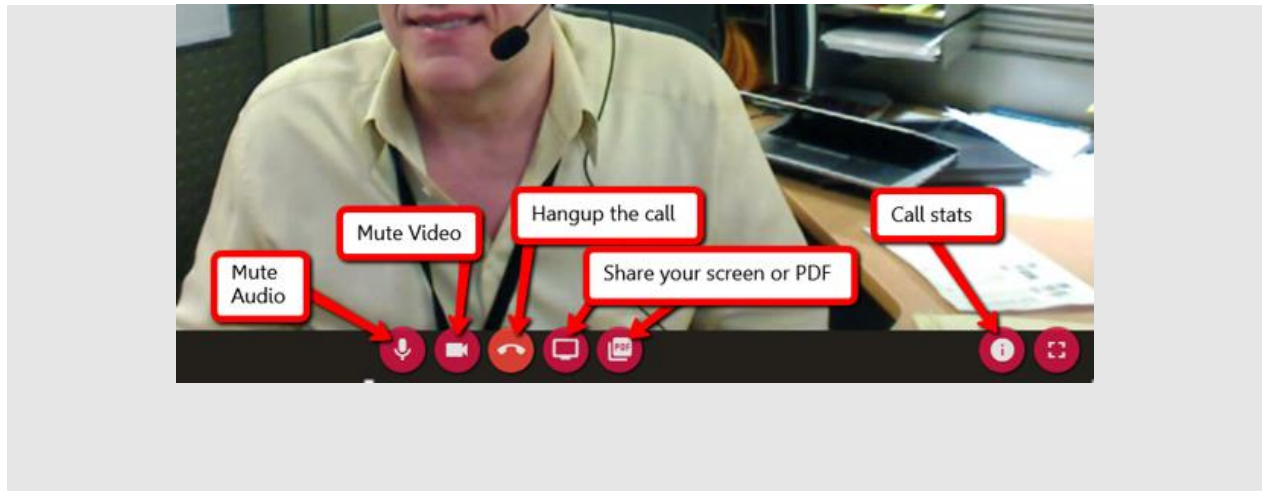 Hangup the call
Call stats
Mute Video
Share your screen or PDF
Mute
Audio
PDF